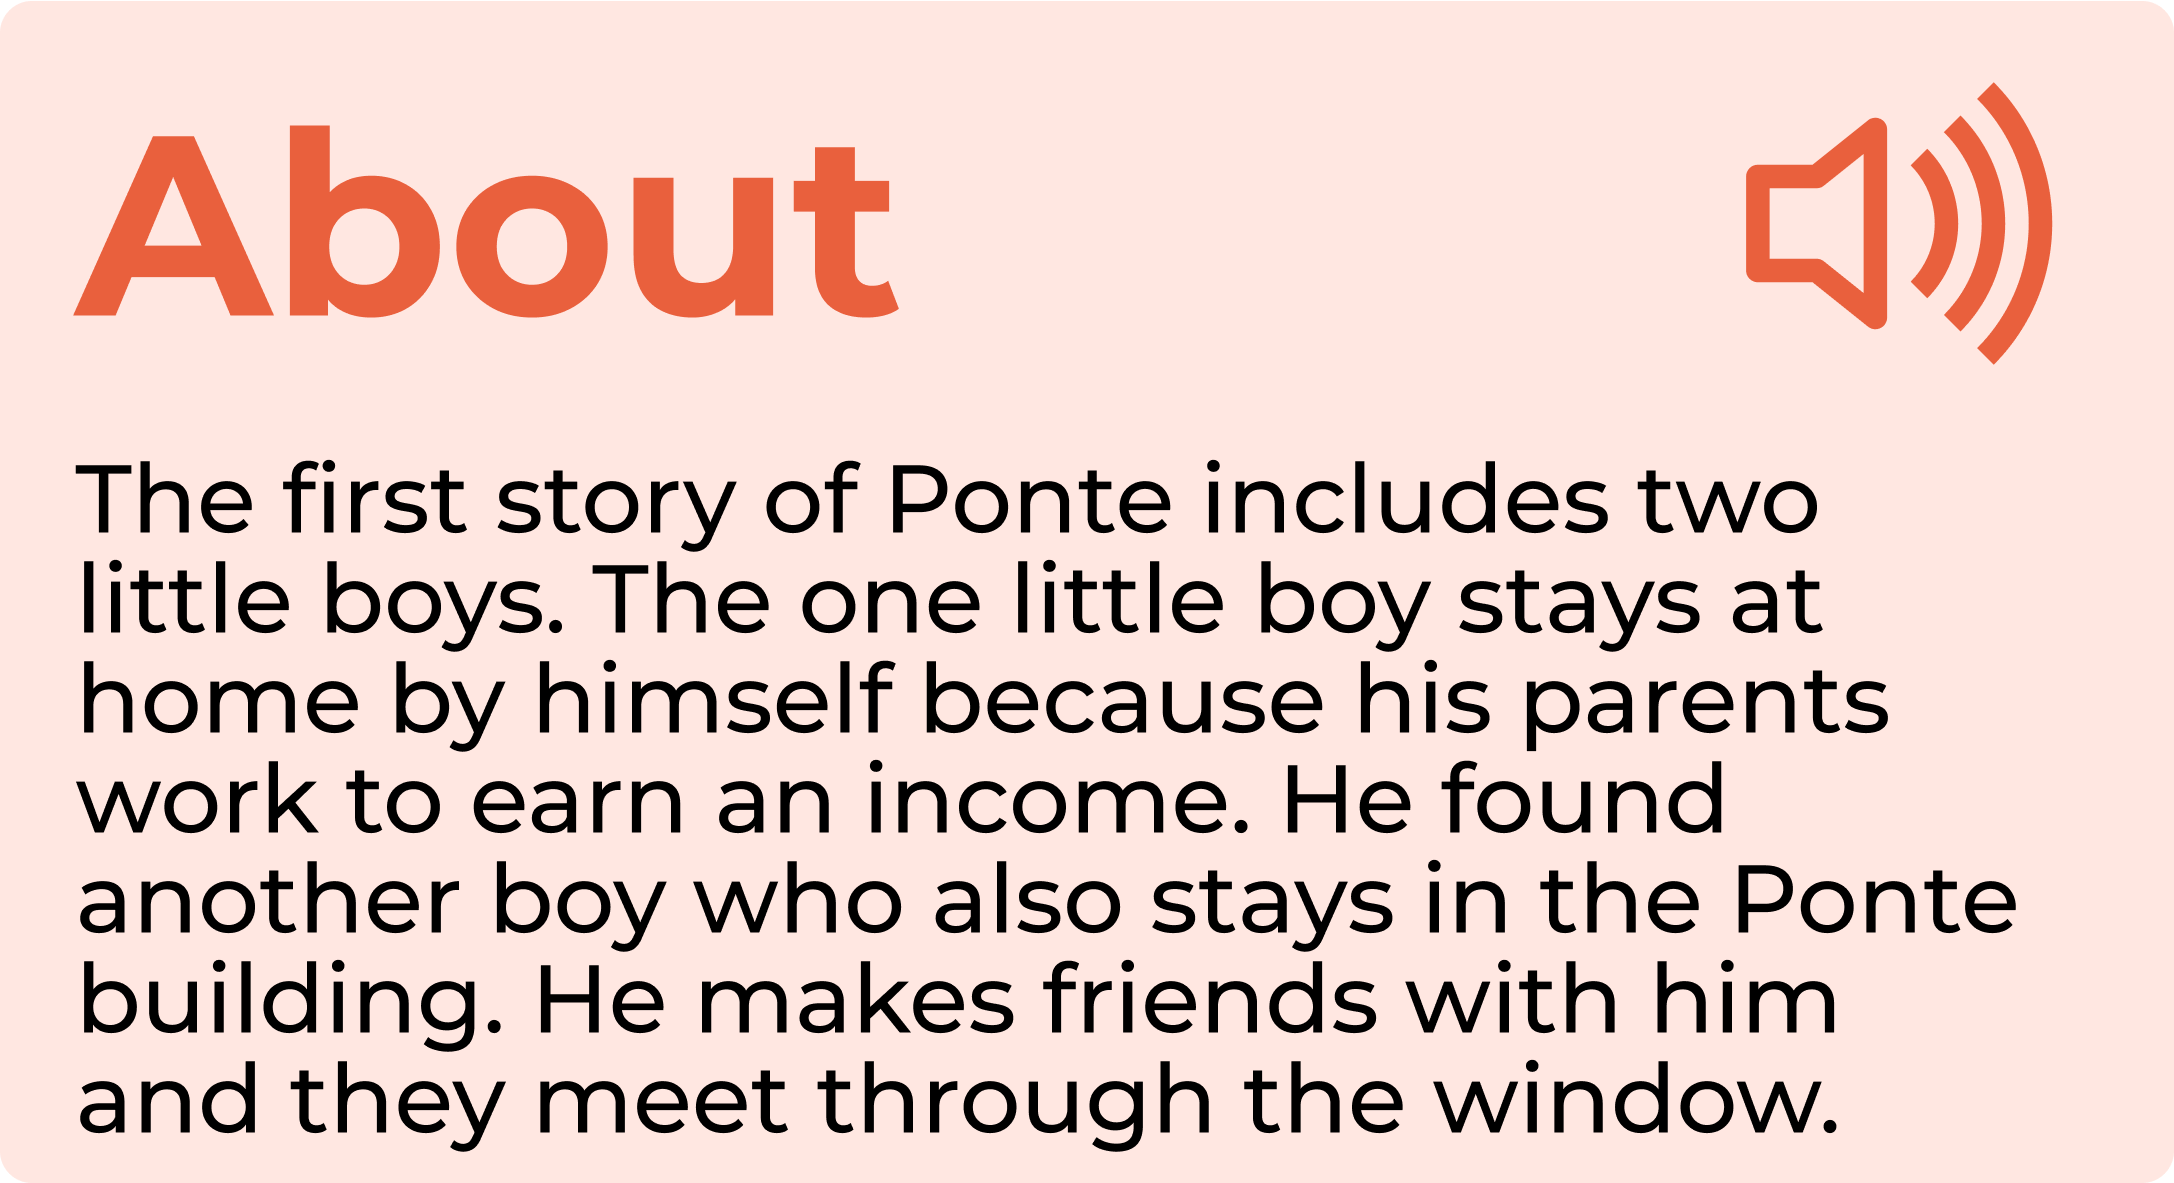 About
The first story of Ponte includes two
little boys. The one little boy stays at
home by himself because his parents
work to earn an income. He found
another boy who also stays in the Ponte
building. He makes friends with him
and they meet through the window.